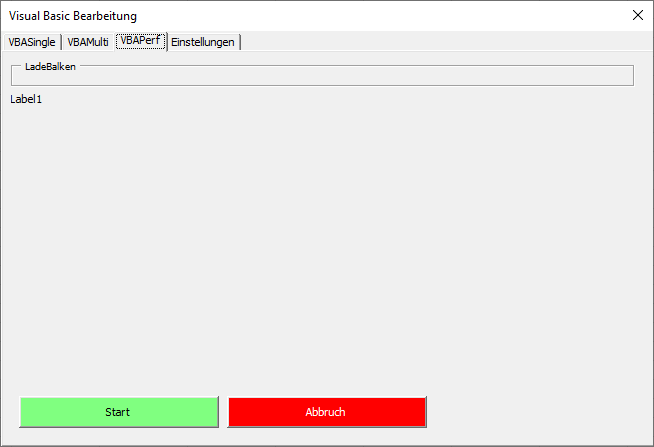 Visual Basic Bearbeitung
VBASingle VBAMulti VBAPerf Einstellungen
LadeBalken
Label1
Start Abbruch